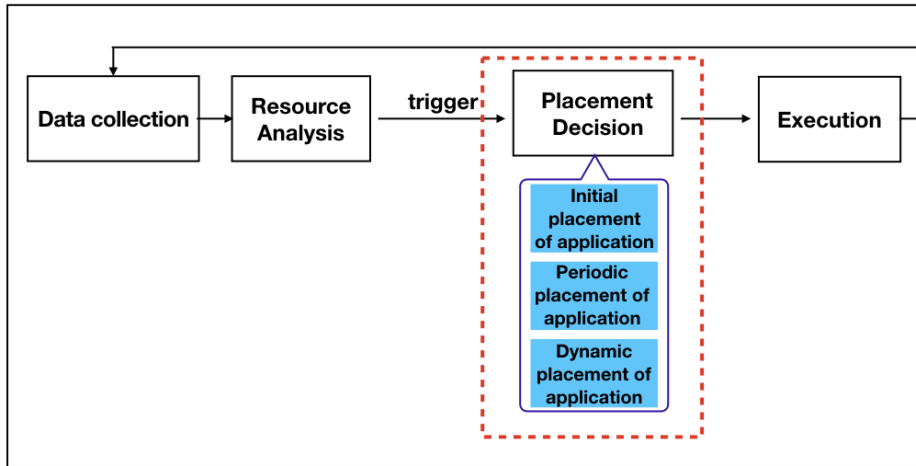 Data collection
Resource
Analysis
trigger
Placement
Decision
Execution
Initial
placement
of application
Periodic
placement of
application
Dynamic
placement of
application